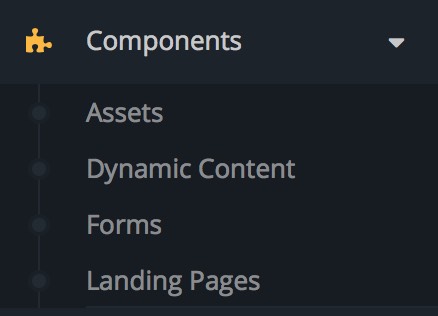 Components
Assets
Dynamic Content
Forms
Landing Pages